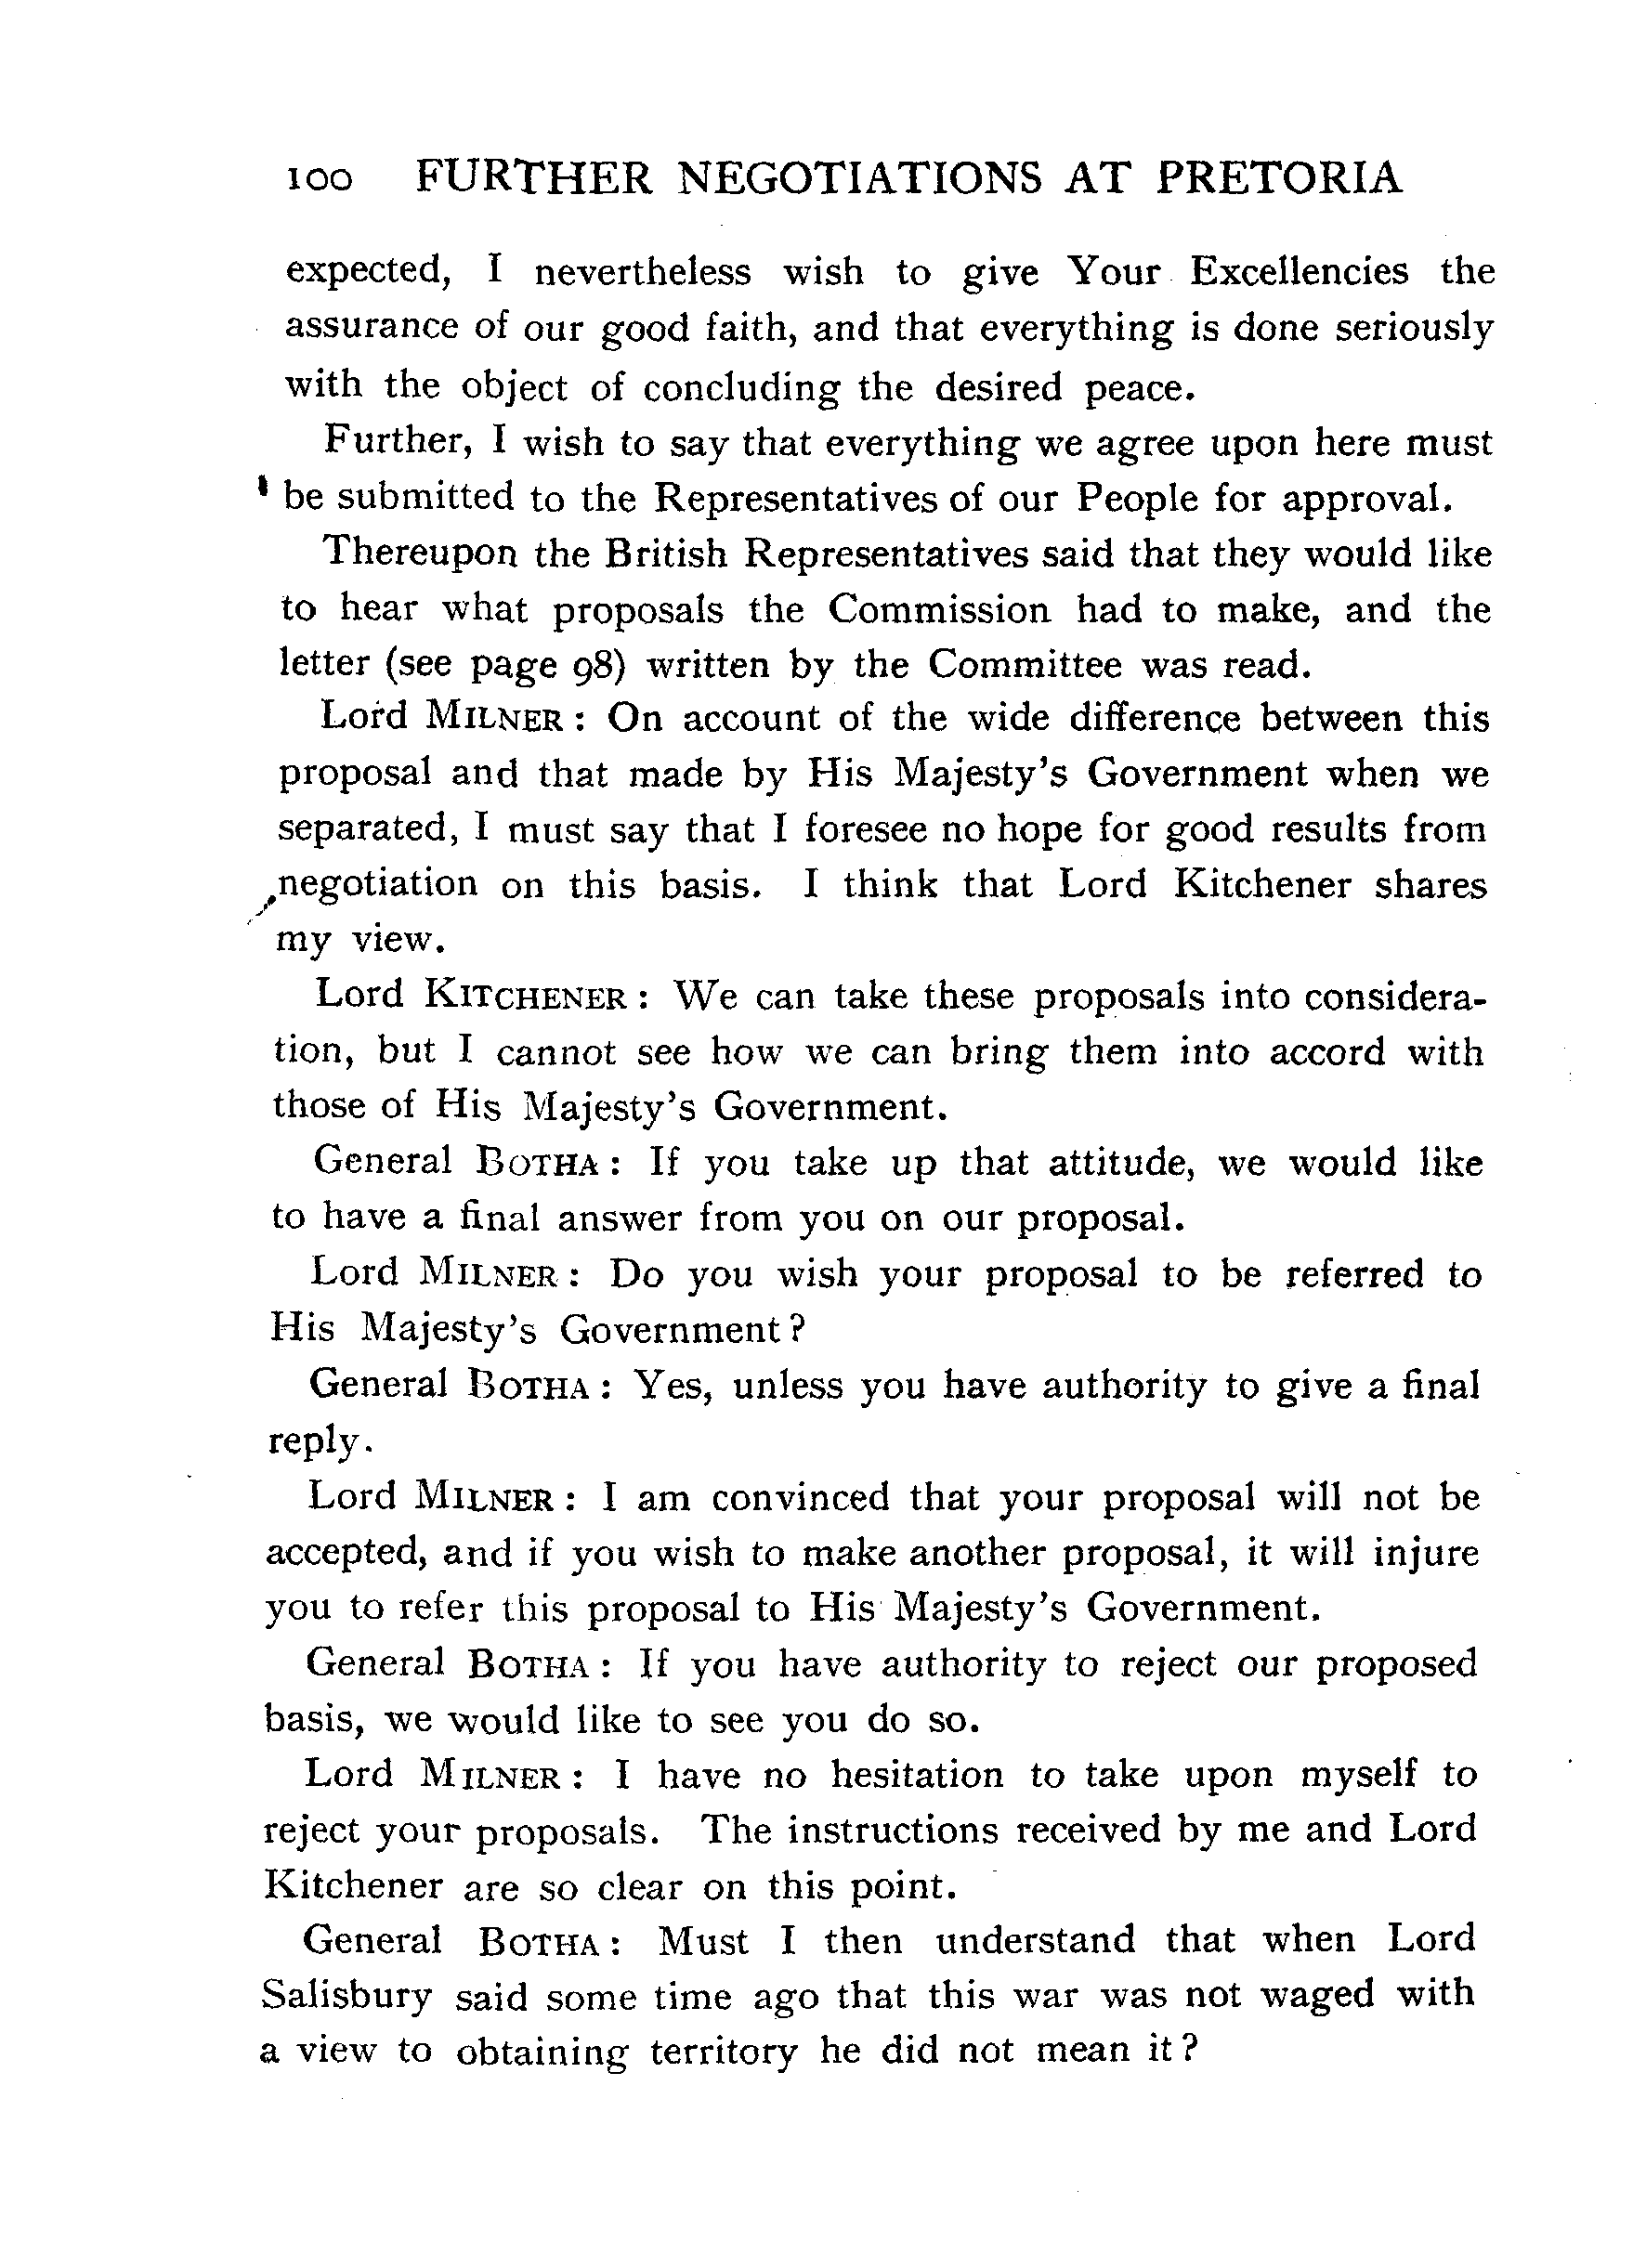 100 FURTHER NEGOTIATIONS AT PRETORIA
expected, I nevertheless wish to give Your Excellencies the
assurance of our good faith, and that everything is done seriously
with the object of concluding the desired peace.
Further, I wish to say that everything we agree upon here must
be submitted to the Representatives of our People for approval.
Thereupon the British Representatives said that they would like
to hear what proposals the Commission had to make, and the
letter (see page 98) written by the Committee was read.
Lord MILNER : On account of the wide difference between this
proposal and that made by His Majesty's Government when we
separated, I must say that I foresee no hope for good results from
negotiation on this basis. I think that Lord Kitchener shares
my view.
Lord KITCHENER : We can take these proposals into considera-
tion, but I cannot see how we can bring them into accord with
those of His Majesty's Government.
General BOTHA : If you take up that attitude, we would like
to have a final answer from you on our proposal.
Lord MILNER : Do you wish your proposal to be referred to
His Majesty's Government ?
General BOTHA : Yes, unless you have authority to give a final
reply.
Lord MILNER : I am convinced that your proposal will not be
accepted, and if you wish to make another proposal, it will injure
you to refer this proposal to His Majesty's Government.
General BOTHA : If you have authority to reject our proposed
basis, we would like to see you do so.
Lord MILNER : I have no hesitation to take upon myself to
reject your proposals. The instructions received by me and Lord
Kitchener are so clear on this point.
General BOTHA : Must I then understand that when Lord
Salisbury said some time ago that this war was not waged with
a view to obtaining territory he did not mean it ?